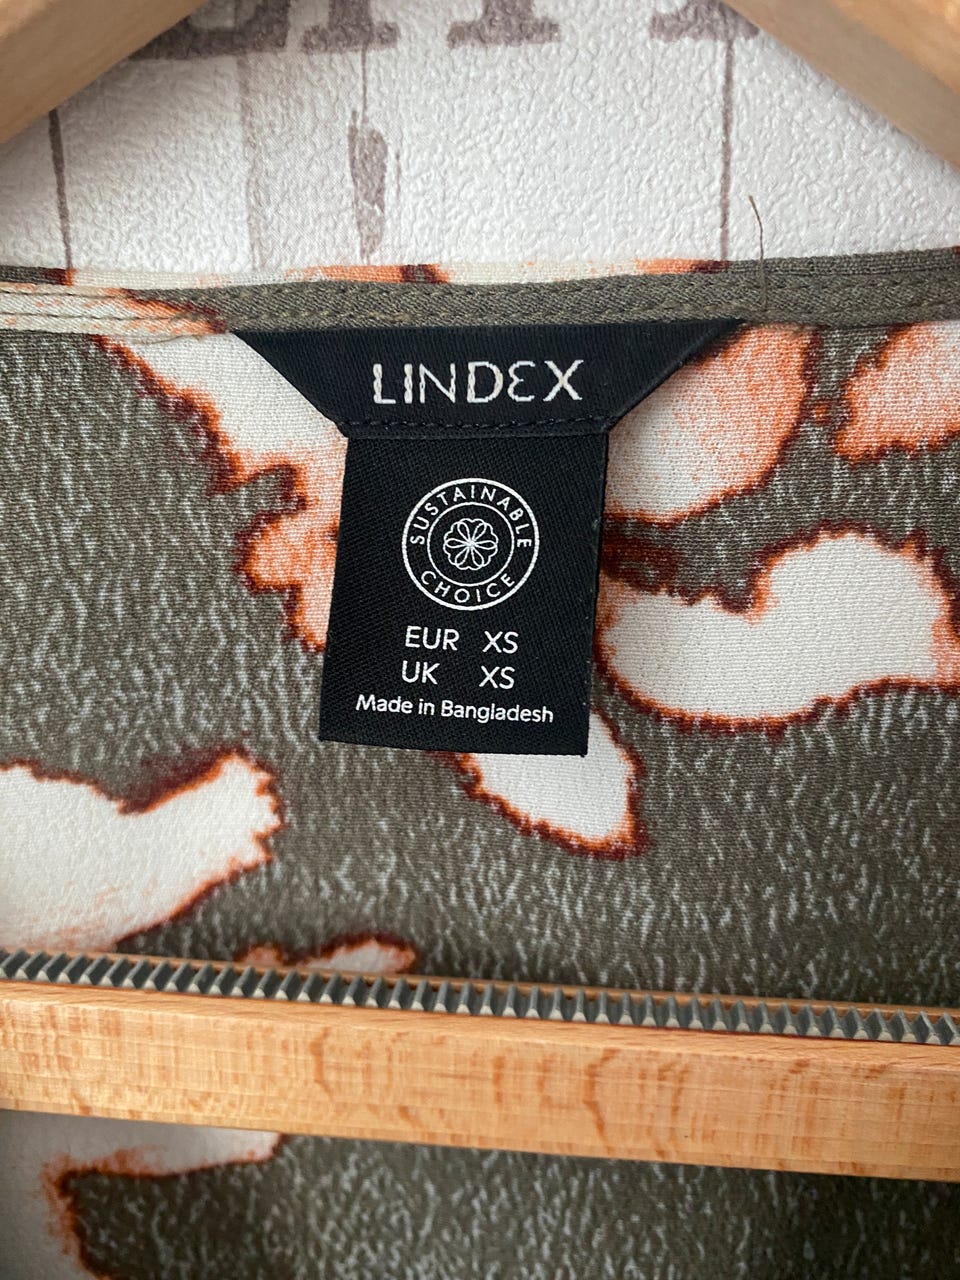 LINDEX
SUSTAINABLE
CHOICE
EUR XS
UK XS
Made in Bangladesh